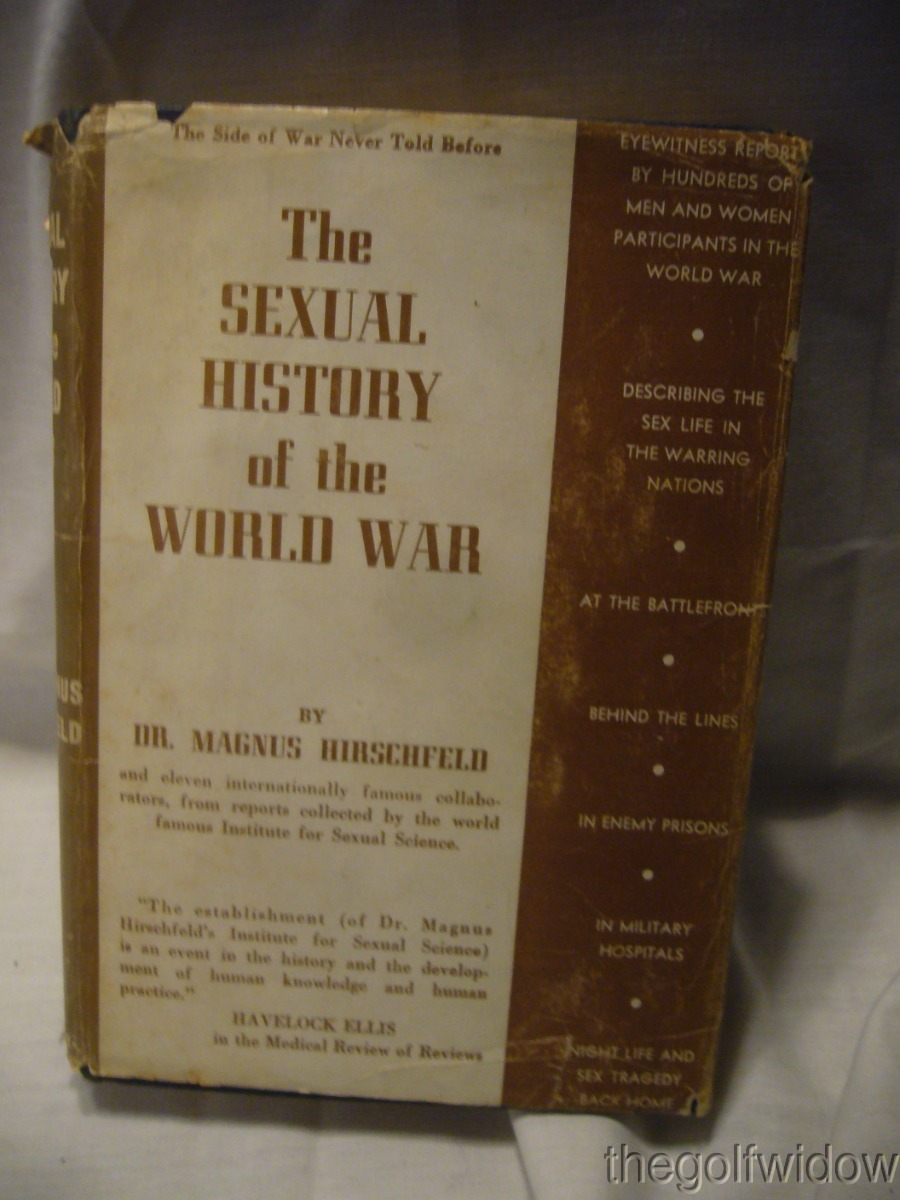 The Side of War Never Told Before
The
SEXUAL
HISTORY
of the
WORLD WAR
BY
DR. MAGNUS HIRSCHFELD
and eleven internationally famous collabo-
rators, from reports collected by the world
famous Institute for Sexual Science.
"The establishment (of Dr. Magnus
Hirschfeld's Institute for Sexual Science)
is an event in the history and the develop-
ment of human knowledge and human
practice."
HAVELOCK ELLIS
in the Medical Review of Reviews
EYEWITNESS REPORT
BY HUNDREDS OF
MEN AND WOMEN
PARTICIPANTS IN THE
WORLD WAR
DESCRIBING THE
SEX LIFE IN
THE WARRING
NATIONS
AT THE BATTLEFRONT
BEHIND THE LINES
IN ENEMY PRISONS
IN MILITARY
HOSPITALS
NIGHT LIFE AND
SEX TRAGEDY
BACK HOME
thegolfwidow